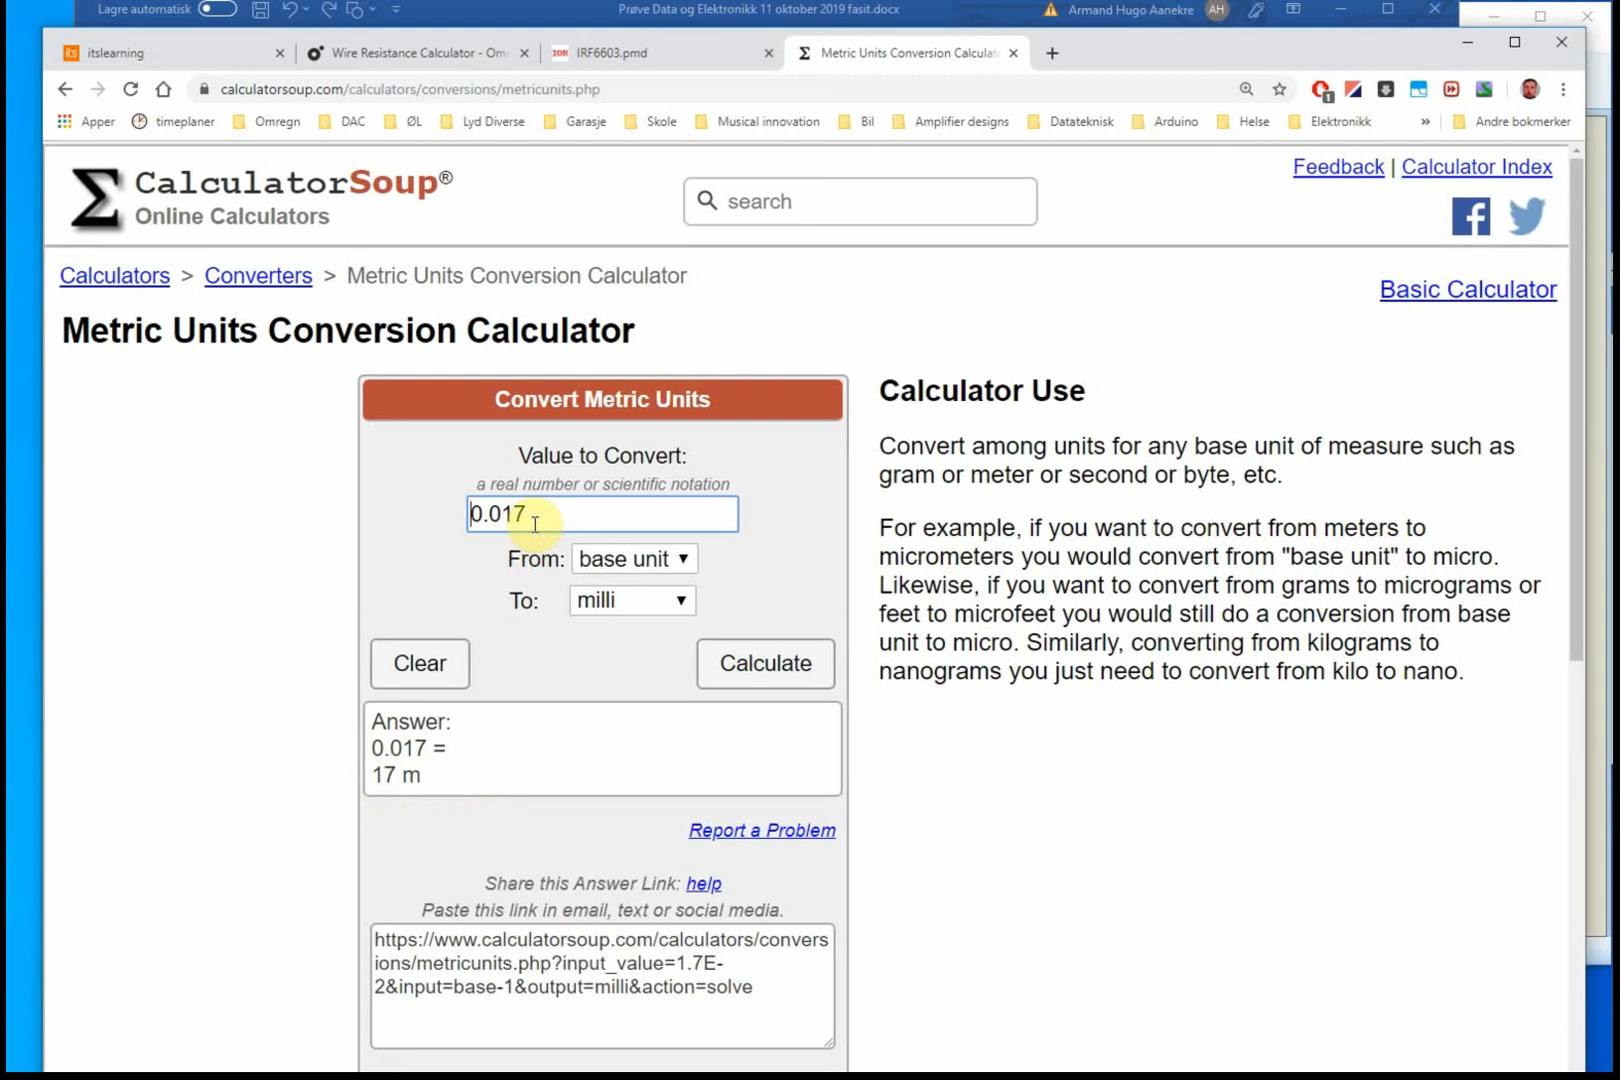 Lagre automatisk
Prøve Data og Elektronikk 11 oktober 2019 fasit.docx
Armand Hugo Aanekre
AH
its
itslearning
Wire Resistance Calculator - Om
IOR
IRF6603.pmd
Σ
Metric Units Conversion Calculat
calculatorsoup.com/calculators/conversions/metricunits.php
1
Apper
timeplaner
Omregn
DAC
ØL
Lyd Diverse
Garasje
Skole
Musical innovation
Bil
Amplifier designs
Datateknisk
Arduino
Helse
Elektronikk
»
Andre bokmerker
Σ
CalculatorSoup®
Online Calculators
search
Feedback | Calculator Index
Calculators > Converters > Metric Units Conversion Calculator
Basic Calculator
Metric Units Conversion Calculator
Convert Metric Units
Value to Convert:
a real number or scientific notation
0.017
From: base unit
To: milli
Clear
Calculate
Answer:
0.017 =
17 m
Report a Problem
Share this Answer Link: help
Paste this link in email, text or social media.
https://www.calculatorsoup.com/calculators/convers
ions/metricunits.php?input_value=1.7E-
2&input=base-1&output=milli&action=solve
Calculator Use
Convert among units for any base unit of measure such as
gram or meter or second or byte, etc.
For example, if you want to convert from meters to
micrometers you would convert from "base unit" to micro.
Likewise, if you want to convert from grams to micrograms or
feet to microfeet you would still do a conversion from base
unit to micro. Similarly, converting from kilograms to
nanograms you just need to convert from kilo to nano.